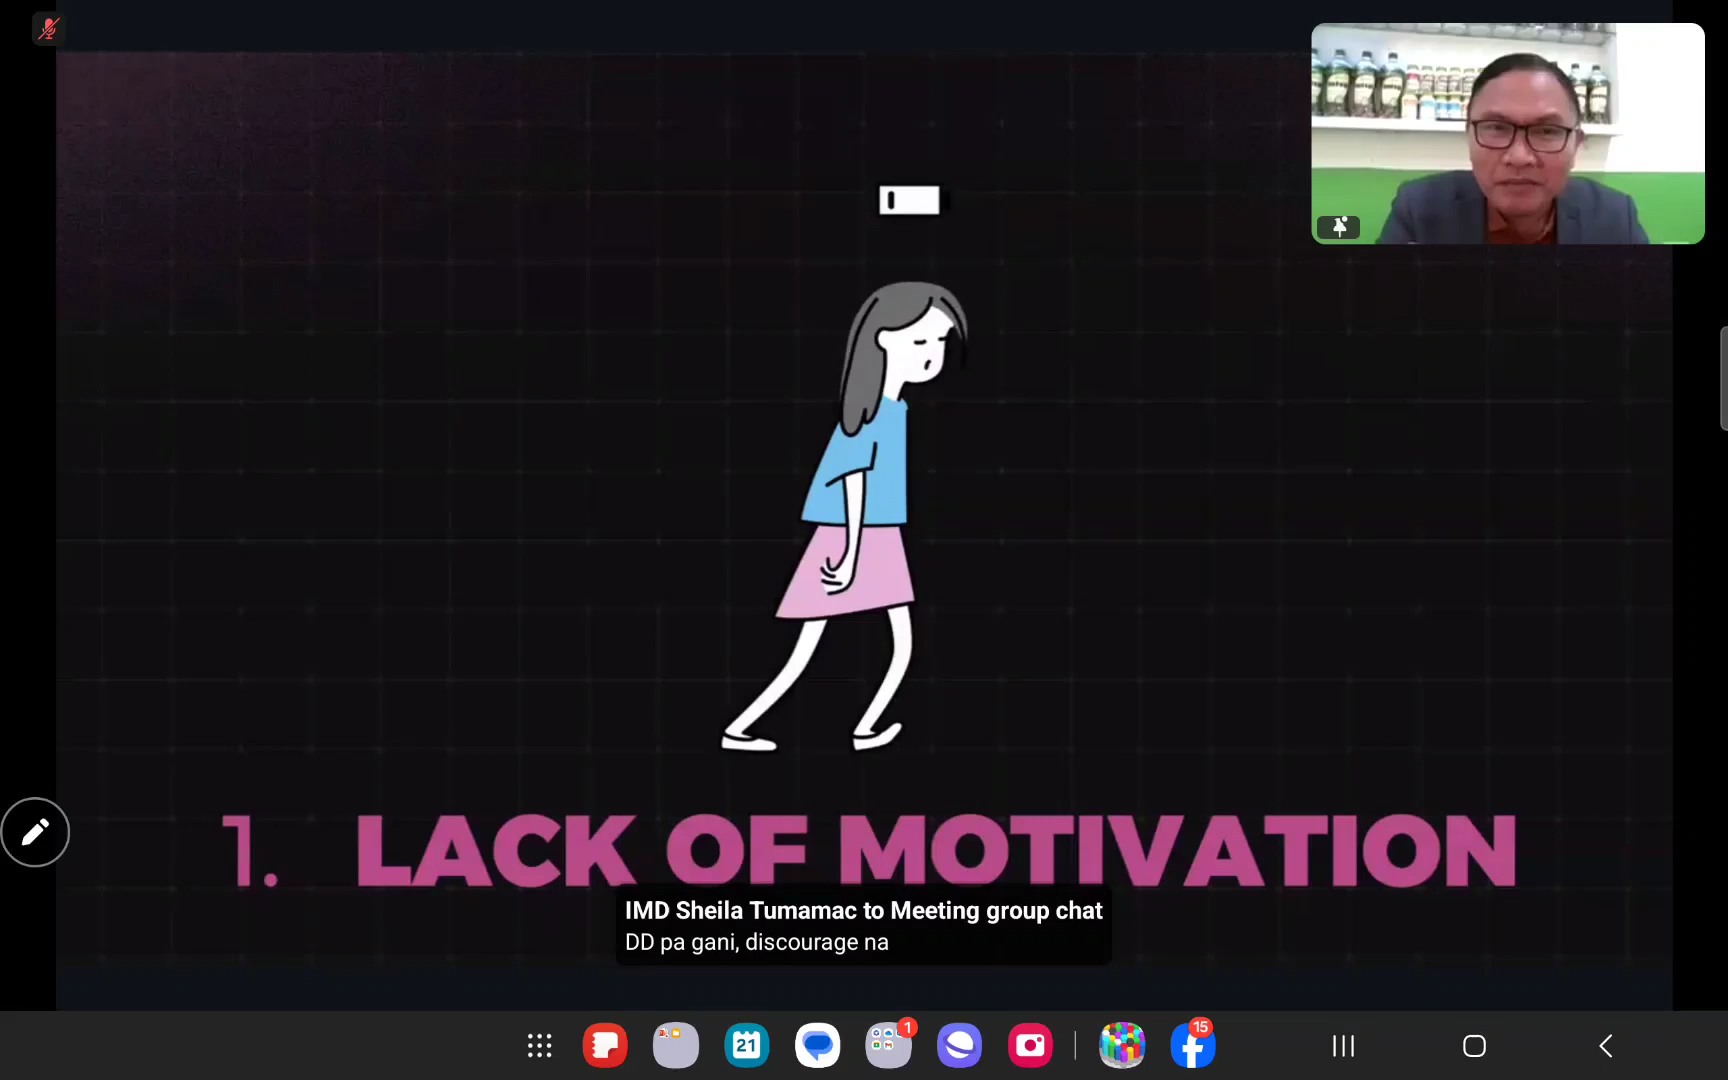 1. LACK OF MOTIVATION
IMD Sheila Tumamac to Meeting group chat
DD pa gani, discourage na
21
1
15